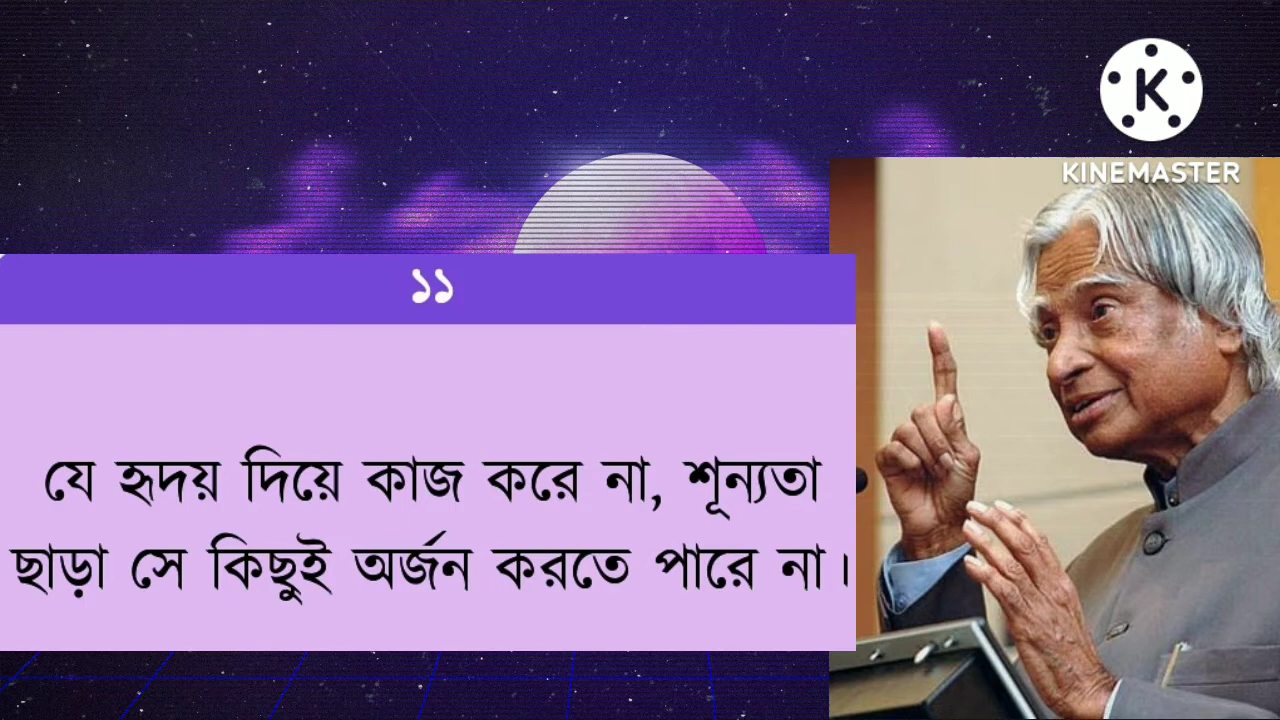 K
KINEMASTER
১১
যে হৃদয় দিয়ে কাজ করে না, শূন্যতা
ছাড়া সে কিছুই অর্জন করতে পারে না।